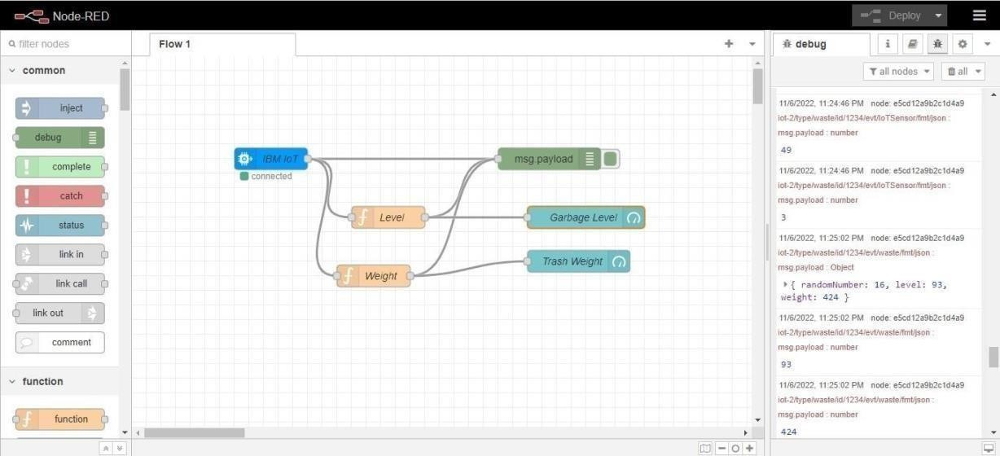 Node-RED
Deploy
filter nodes
Flow 1
debug
i
common
all nodes
all
inject
debug
complete
catch
status
link in
link call
link out
comment
function
function
IBM IoT
connected
msg.payload
Level
Garbage Level
Weight
Trash Weight
11/6/2022, 11:24:46 PM node: e5cd12a9b2c1d4a9
iot-2/type/waste/id/1234/evt/IoTSensor/fmt/json :
msg.payload : number
49
11/6/2022, 11:24:46 PM node: e5cd12a9b2c1d4a9
iot-2/type/waste/id/1234/evt/IoTSensor/fmt/json :
msg.payload : number
3
11/6/2022, 11:25:02 PM node: e5cd12a9b2c1d4a9
iot-2/type/waste/id/1234/evt/waste/fmt/json :
msg.payload : Object
{ randomNumber: 16, level: 93,
weight: 424 }
11/6/2022, 11:25:02 PM node: e5cd12a9b2c1d4a9
iot-2/type/waste/id/1234/evt/waste/fmt/json :
msg.payload : number
93
11/6/2022, 11:25:02 PM node: e5cd12a9b2c1d4a9
iot-2/type/waste/id/1234/evt/waste/fmt/json :
msg.payload : number
424